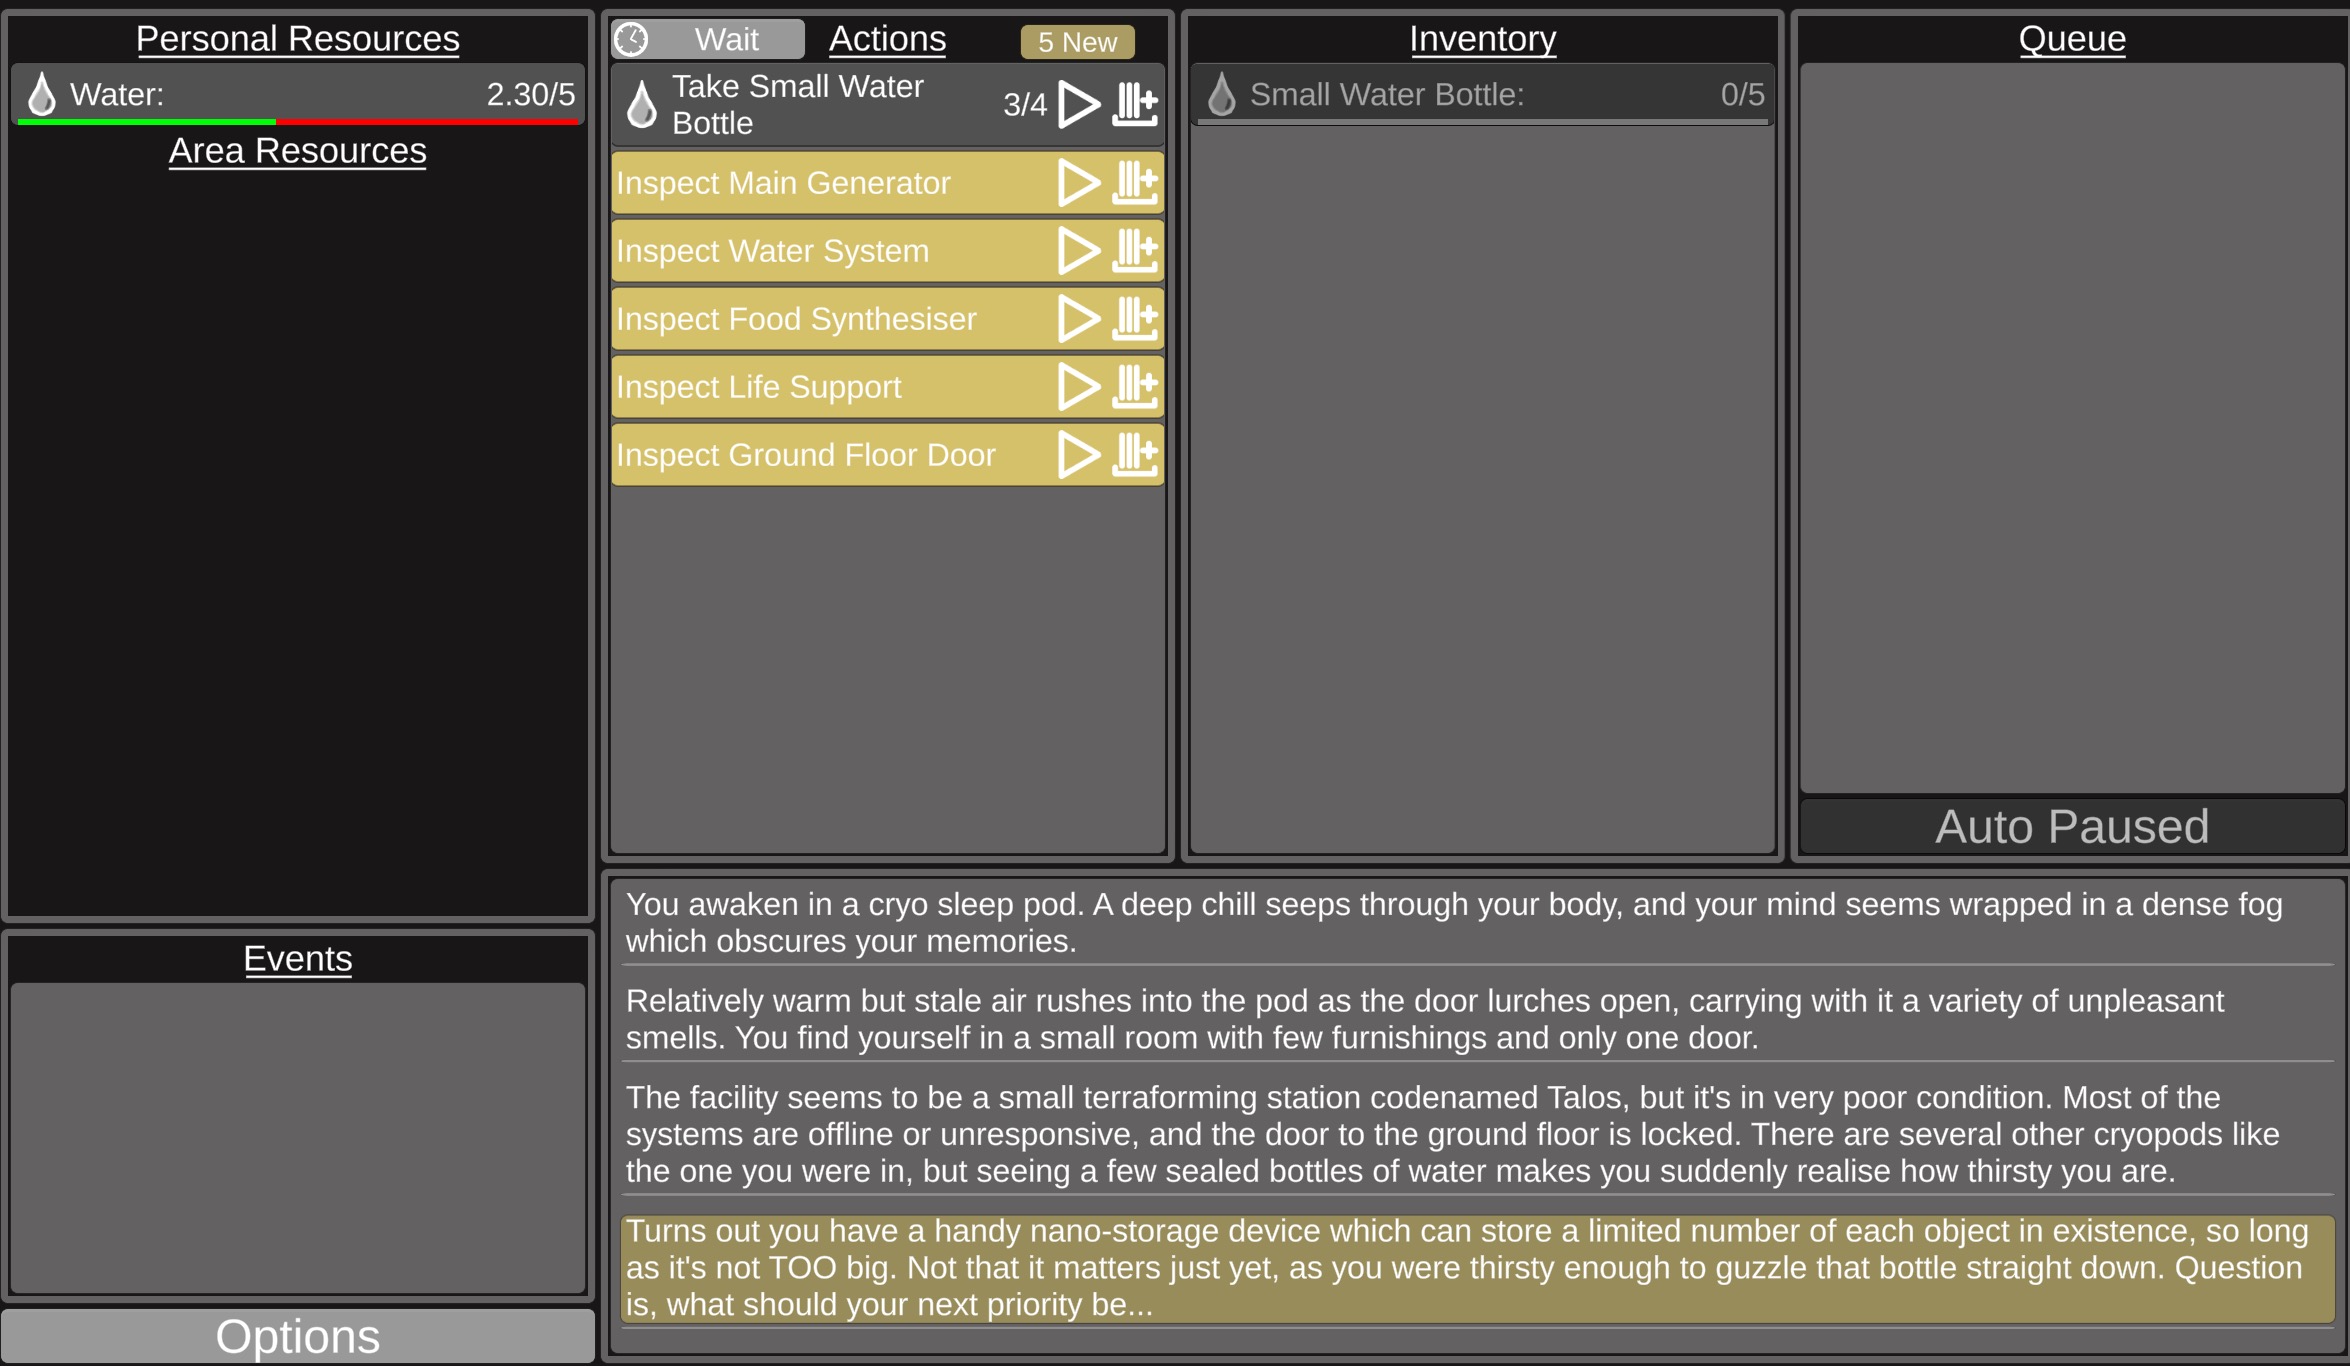 Personal Resources
Water: 2.30/5
Area Resources
Wait
Actions
5 New
Take Small Water
Bottle
3/4
Inspect Main Generator
Inspect Water System
Inspect Food Synthesiser
Inspect Life Support
Inspect Ground Floor Door
Inventory
Small Water Bottle: 0/5
Queue
Auto Paused
Events
Options
You awaken in a cryo sleep pod. A deep chill seeps through your body, and your mind seems wrapped in a dense fog
which obscures your memories.
Relatively warm but stale air rushes into the pod as the door lurches open, carrying with it a variety of unpleasant
smells. You find yourself in a small room with few furnishings and only one door.
The facility seems to be a small terraforming station codenamed Talos, but it's in very poor condition. Most of the
systems are offline or unresponsive, and the door to the ground floor is locked. There are several other cryopods like
the one you were in, but seeing a few sealed bottles of water makes you suddenly realise how thirsty you are.
Turns out you have a handy nano-storage device which can store a limited number of each object in existence, so long
as it's not TOO big. Not that it matters just yet, as you were thirsty enough to guzzle that bottle straight down. Question
is, what should your next priority be...